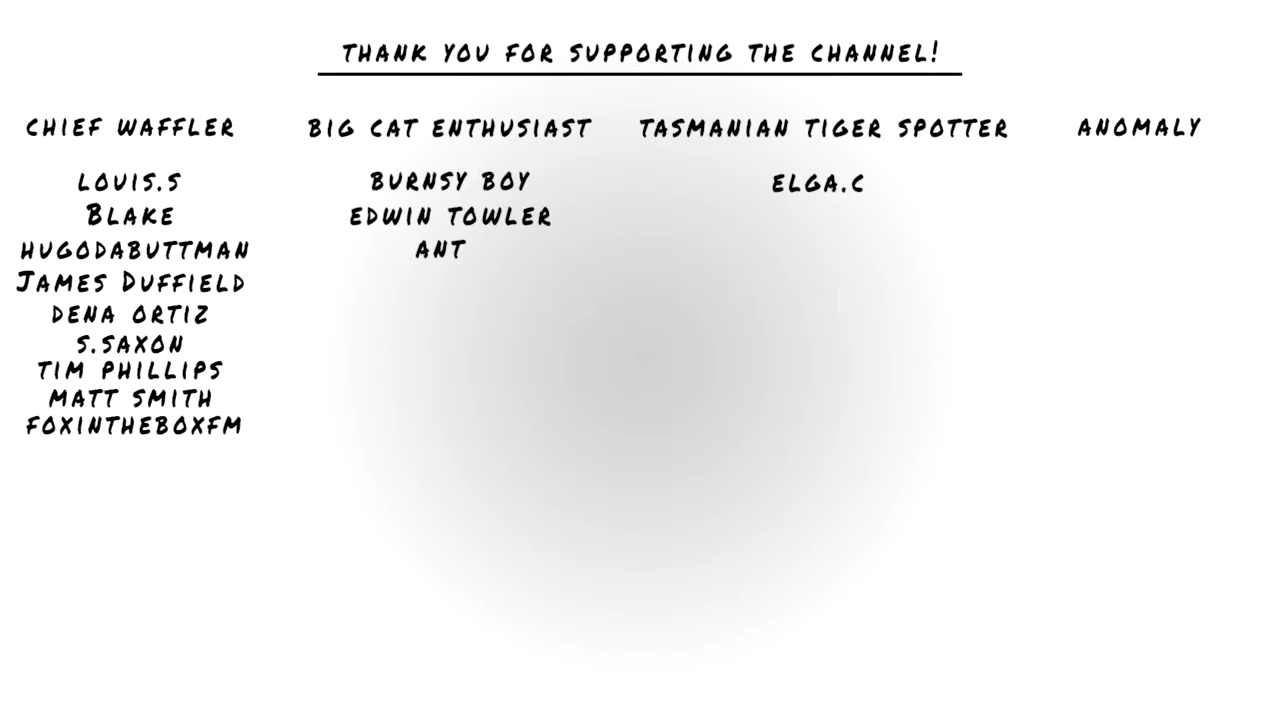 THANK YOU FOR SUPPORTING THE CHANNEL!
CHIEF WAFFLER
LOUIS.S
BLAKE
HUGODABUTTMAN
JAMES DUFFIELD
DENA ORTIZ
S.SAXON
TIM PHILLIPS
MATT SMITH
FOXINTHEBOXFM
BIG CAT ENTHUSIAST
BURNSY BOY
EDWIN TOWLER
ANT
TASMANIAN TIGER SPOTTER
ELGA.C
ANOMALY